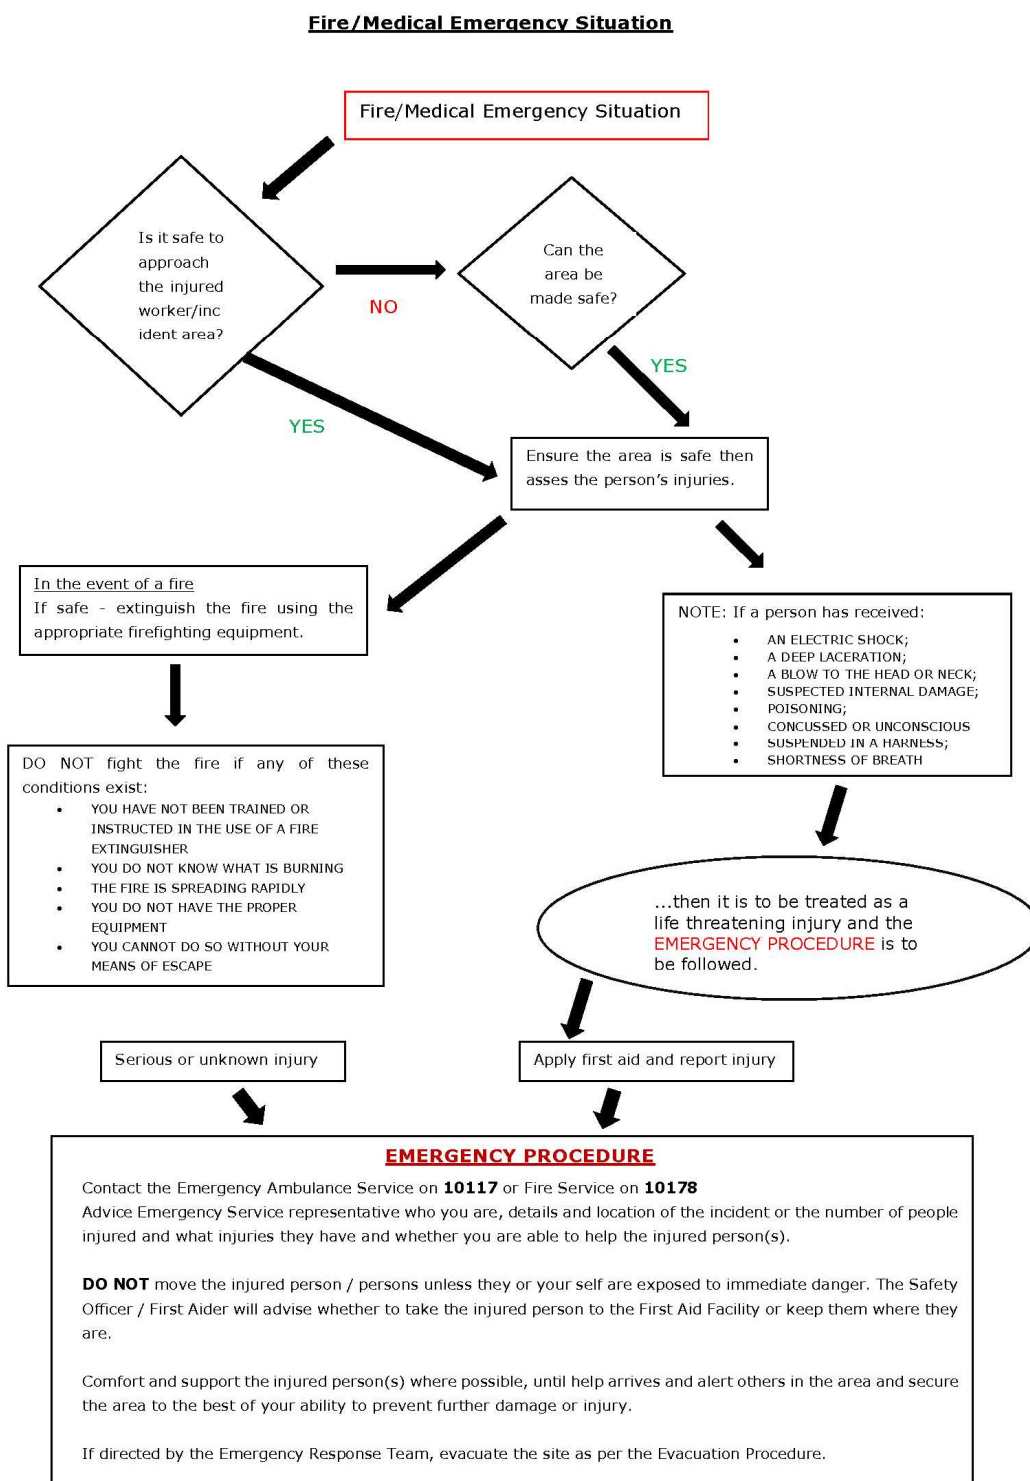 Fire/Medical Emergency Situation
Fire/Medical Emergency Situation
Is it safe to
approach
the injured
worker/inc
ident area?
NO
Can the
area be
made safe?
YES
YES
Ensure the area is safe then
asses the person's injuries.
In the event of a fire
If safe - extinguish the fire using the
appropriate firefighting equipment.
NOTE: If a person has received:
• AN ELECTRIC SHOCK;
• A DEEP LACERATION;
• A BLOW TO THE HEAD OR NECK;
• SUSPECTED INTERNAL DAMAGE;
• POISONING;
• CONCUSSED OR UNCONSCIOUS
• SUSPENDED IN A HARNESS;
• SHORTNESS OF BREATH
DO NOT fight the fire if any of these
conditions exist:
• YOU HAVE NOT BEEN TRAINED OR
INSTRUCTED IN THE USE OF A FIRE
EXTINGUISHER
• YOU DO NOT KNOW WHAT IS BURNING
• THE FIRE IS SPREADING RAPIDLY
• YOU DO NOT HAVE THE PROPER
EQUIPMENT
• YOU CANNOT DO SO WITHOUT YOUR
MEANS OF ESCAPE
...then it is to be treated as a
life threatening injury and the
EMERGENCY PROCEDURE is to
be followed.
Serious or unknown injury
Apply first aid and report injury
EMERGENCY PROCEDURE
Contact the Emergency Ambulance Service on 10117 or Fire Service on 10178
Advice Emergency Service representative who you are, details and location of the incident or the number of people
injured and what injuries they have and whether you are able to help the injured person(s).
DO NOT move the injured person / persons unless they or your self are exposed to immediate danger. The Safety
Officer / First Aider will advise whether to take the injured person to the First Aid Facility or keep them where they
are.
Comfort and support the injured person(s) where possible, until help arrives and alert others in the area and secure
the area to the best of your ability to prevent further damage or injury.
If directed by the Emergency Response Team, evacuate the site as per the Evacuation Procedure.